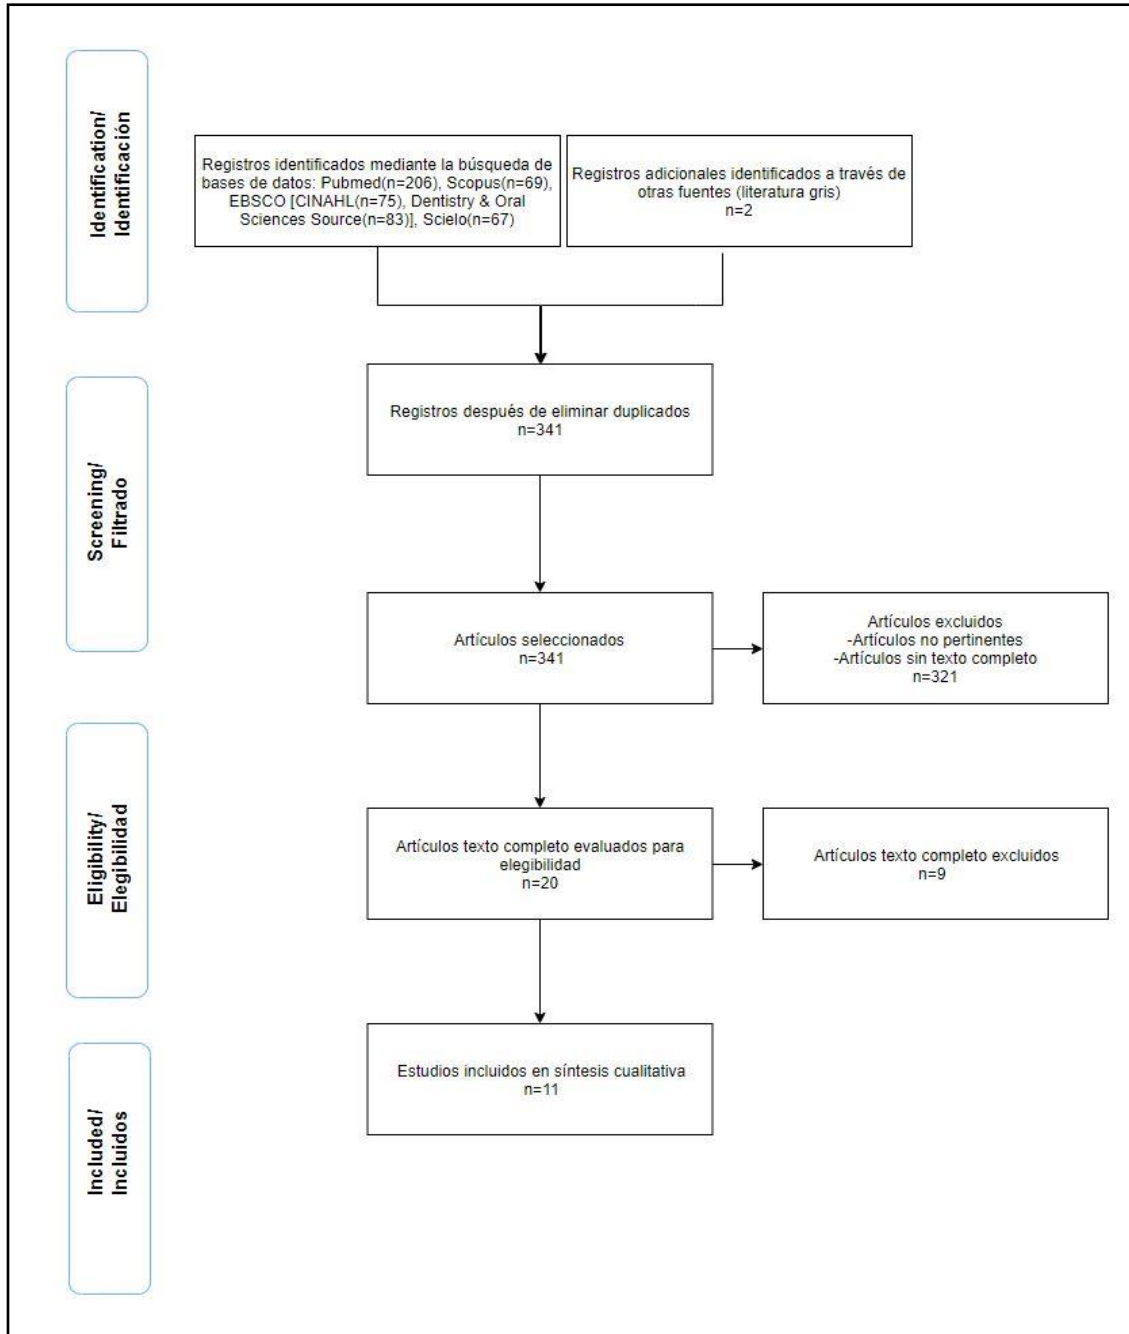 Identification/
Identificación
Registros identificados mediante la búsqueda de
bases de datos: Pubmed(n=206), Scopus(n=69),
EBSCO [CINAHL(n=75), Dentistry & Oral
Sciences Source(n=83)], Scielo(n=67)
Registros adicionales identificados a través de
otras fuentes (literatura gris)
n=2
Screening/
Filtrado
Registros después de eliminar duplicados
n=341
Artículos seleccionados
n=341
Artículos excluidos
-Artículos no pertinentes
-Artículos sin texto completo
n=321
Eligibility/
Elegibilidad
Artículos texto completo evaluados para
elegibilidad
n=20
Artículos texto completo excluidos
n=9
Included/
Incluidos
Estudios incluidos en síntesis cualitativa
n=11